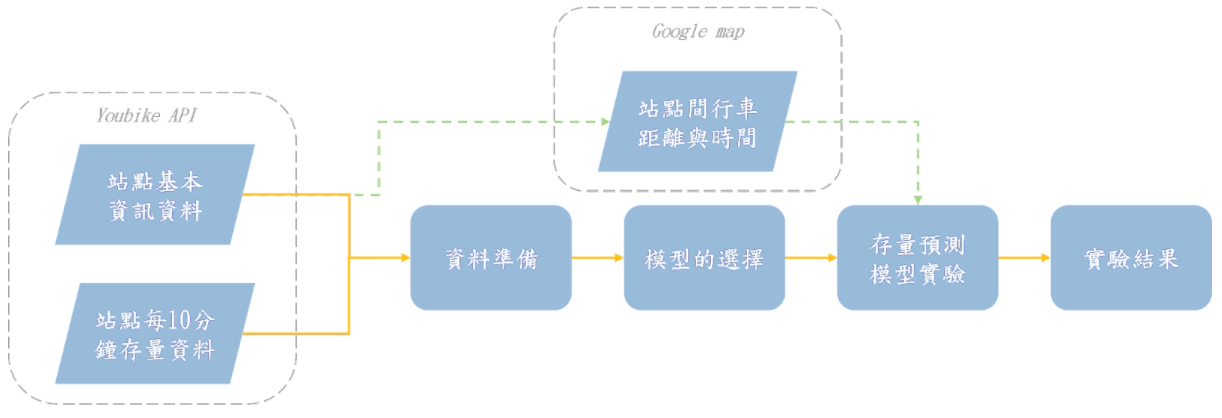 Google map
站點間行車
距離與時間
Youbike API
站點基本
資訊資料
站點每10分
鐘存量資料
資料準備
模型的選擇
存量預測
模型實驗
實驗結果